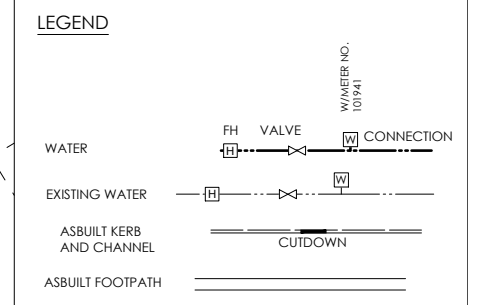 LEGEND
W/METER NO.
101941
FH VALVE
W CONNECTION
WATER
H
W
EXISTING WATER
H
ASBUILT KERB
AND CHANNEL
CUTDOWN
ASBUILT FOOTPATH